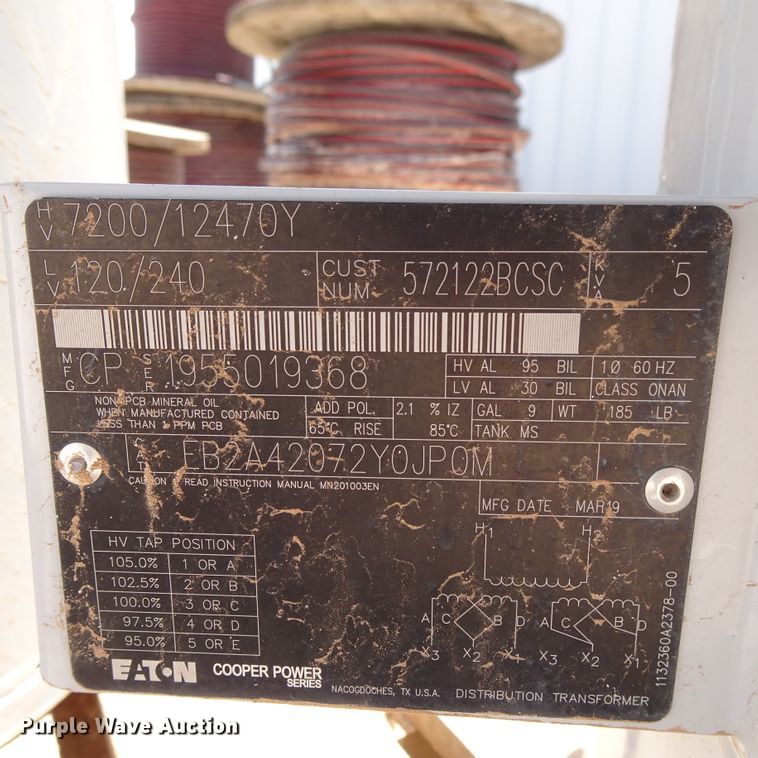 HV 7200/12470Y
LV 120/240 CUST NUM 572122BCSC KVA 5
MFG CP SER 1955019368 HV AL 95 BIL 1Ø 60 HZ
LV AL 30 BIL CLASS ONAN
NON-PCB MINERAL OIL
WHEN MANUFACTURED CONTAINED
LESS THAN 1 PPM PCB
ADD POL. 2.1 % IZ GAL 9 WT 185 LB
65°C RISE 85°C TANK MS
EB2A42072Y0JP0M
CAUTION READ INSTRUCTION MANUAL MN201003EN
MFG DATE MAR19
HV TAP POSITION
105.0% 1 OR A
102.5% 2 OR B
100.0% 3 OR C
97.5% 4 OR D
95.0% 5 OR E
H1 H2
A C B D A C B D
X3 X2 X1 X3 X2 X1
1132360A2378-00
EATON COOPER POWER SERIES
NACOGDOCHES, TX U.S.A. DISTRIBUTION TRANSFORMER
Purple Wave Auction